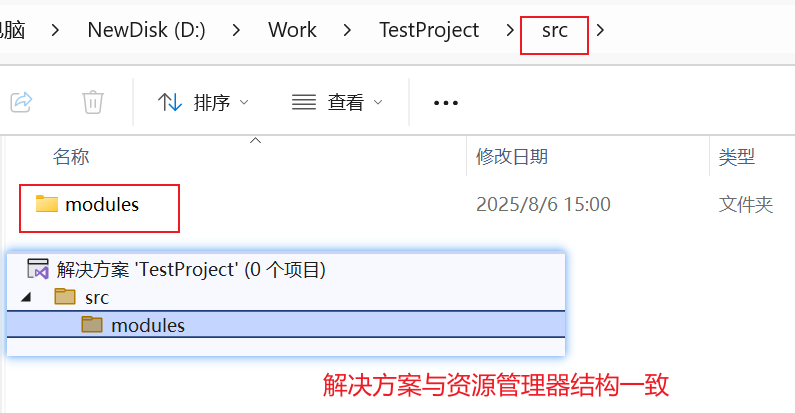 脑 > NewDisk (D:) > Work > TestProject > src >
排序 查看 •••
名称 修改日期 类型
modules 2025/8/6 15:00 文件夹
解决方案 'TestProject' (0 个项目)
src
modules
解决方案与资源管理器结构一致